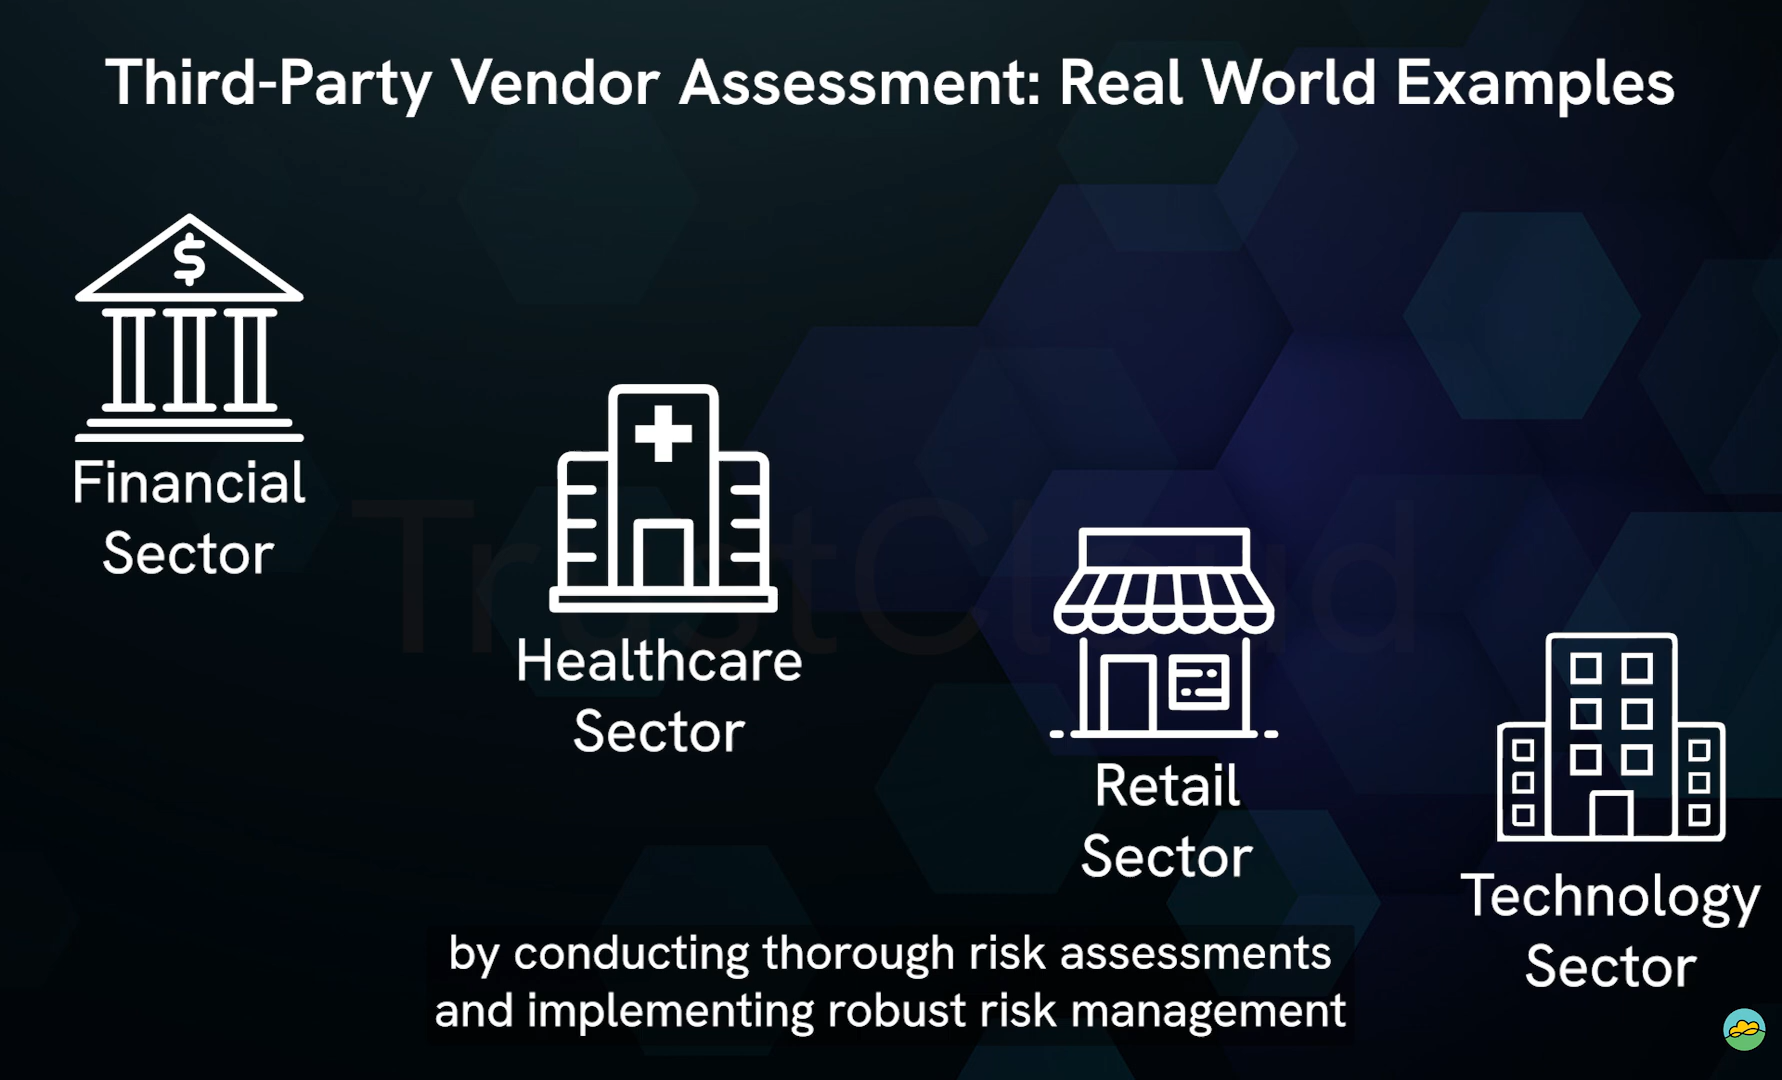 Third-Party Vendor Assessment: Real World Examples
$
Financial
Sector
Healthcare
Sector
Retail
Sector
Technology
Sector
TrustCloud
by conducting thorough risk assessments
and implementing robust risk management